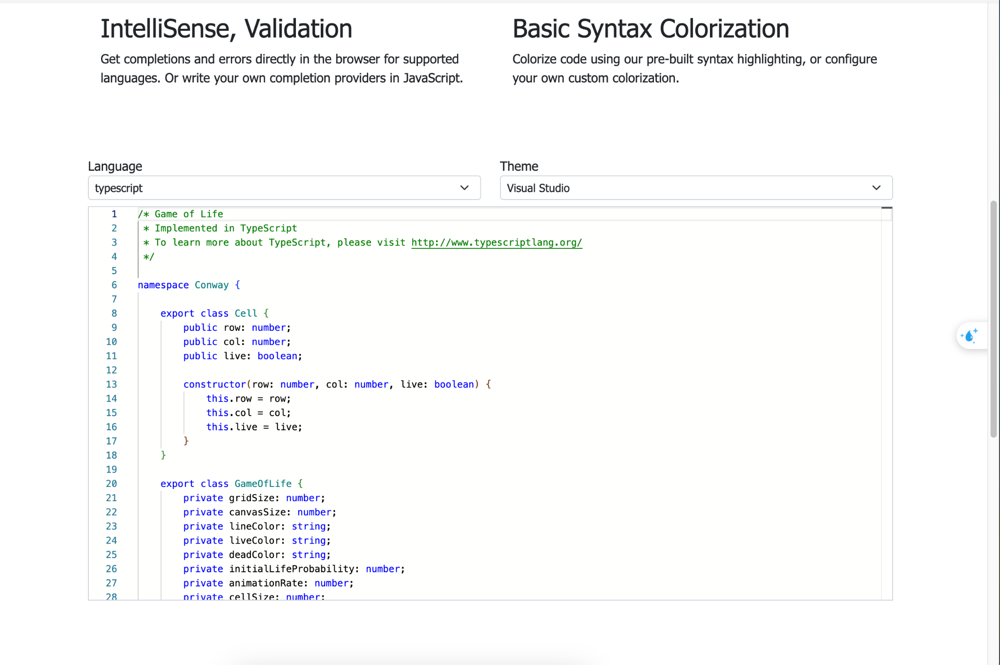 IntelliSense, Validation
Get completions and errors directly in the browser for supported
languages. Or write your own completion providers in JavaScript.
Basic Syntax Colorization
Colorize code using our pre-built syntax highlighting, or configure
your own custom colorization.
Language
typescript
Theme
Visual Studio
1 /* Game of Life
2  * Implemented in TypeScript
3  * To learn more about TypeScript, please visit http://www.typescriptlang.org/
4  */
5
6 namespace Conway {
7
8     export class Cell {
9         public row: number;
10         public col: number;
11         public live: boolean;
12
13         constructor(row: number, col: number, live: boolean) {
14             this.row = row;
15             this.col = col;
16             this.live = live;
17         }
18     }
19
20     export class GameOfLife {
21         private gridSize: number;
22         private canvasSize: number;
23         private lineColor: string;
24         private liveColor: string;
25         private deadColor: string;
26         private initialLifeProbability: number;
27         private animationRate: number;
28         private cellSize: number;